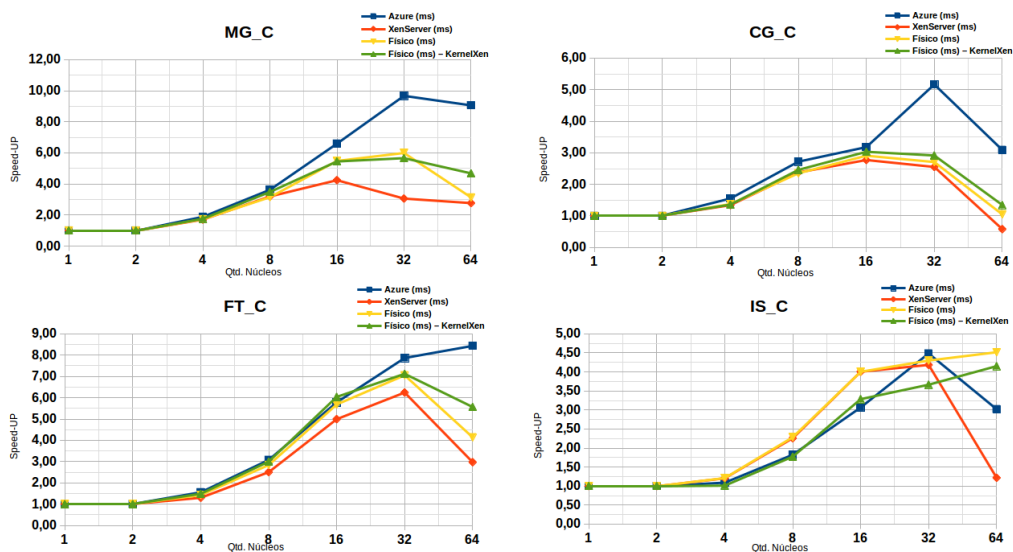 MG_C
Azure (ms)
XenServer (ms)
Físico (ms)
Físico (ms) – KernelXen
12,00
10,00
8,00
6,00
4,00
2,00
0,00
Speed-UP
1 2 4 8 16 32 64
Qtd. Núcleos
CG_C
Azure (ms)
XenServer (ms)
Físico (ms)
Físico (ms) – KernelXen
6,00
5,00
4,00
3,00
2,00
1,00
0,00
Speed-UP
1 2 4 8 16 32 64
Qtd. Núcleos
FT_C
Azure (ms)
XenServer (ms)
Físico (ms)
Físico (ms) – KernelXen
9,00
8,00
7,00
6,00
5,00
4,00
3,00
2,00
1,00
0,00
Speed-UP
1 2 4 8 16 32 64
Qtd. Núcleos
IS_C
Azure (ms)
XenServer (ms)
Físico (ms)
Físico (ms) – KernelXen
5,00
4,50
4,00
3,50
3,00
2,50
2,00
1,50
1,00
0,50
0,00
Speed-UP
1 2 4 8 16 32 64
Qtd. Núcleos